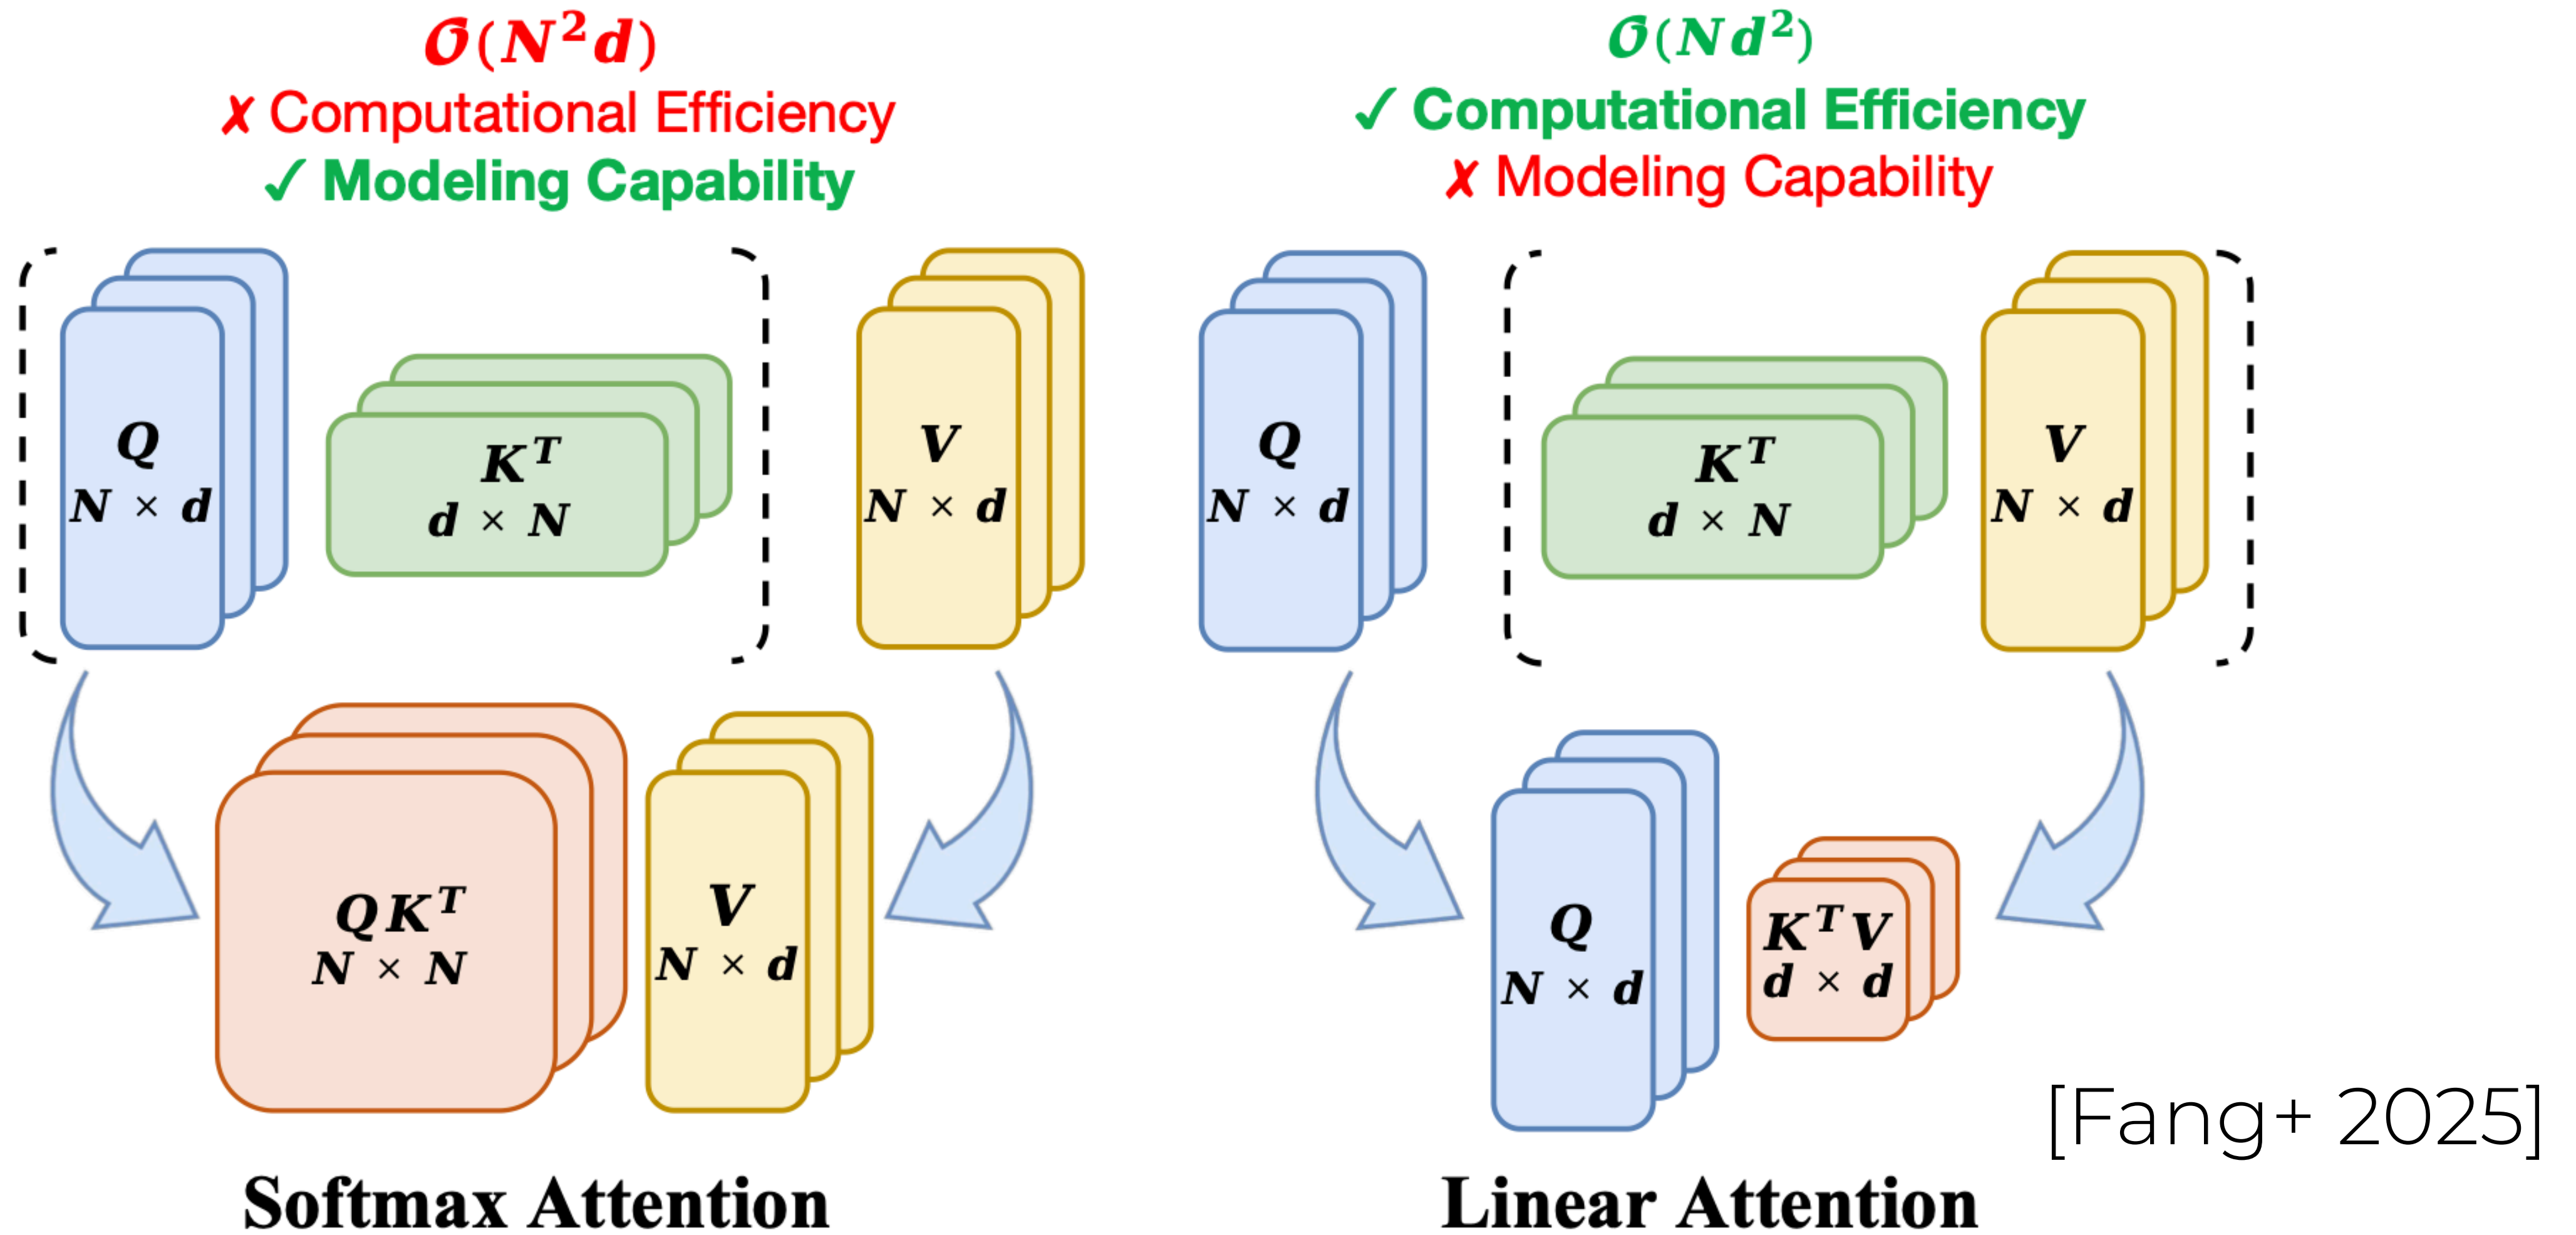 𝒪(N²d)
✗ Computational Efficiency
✓ Modeling Capability
Q
N × d
Kᵀ
d × N
V
N × d
QKᵀ
N × N
V
N × d
Softmax Attention
𝒪(Nd²)
✓ Computational Efficiency
✗ Modeling Capability
Q
N × d
Kᵀ
d × N
V
N × d
Q
N × d
KᵀV
d × d
Linear Attention
[Fang+ 2025]